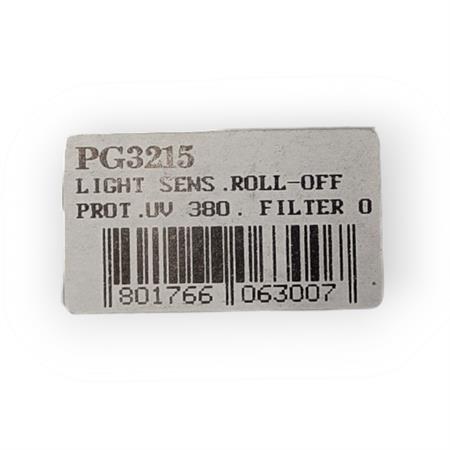 PG3215
LIGHT SENS.ROLL-OFF
PROT.UV 380. FILTER 0
801766 063007